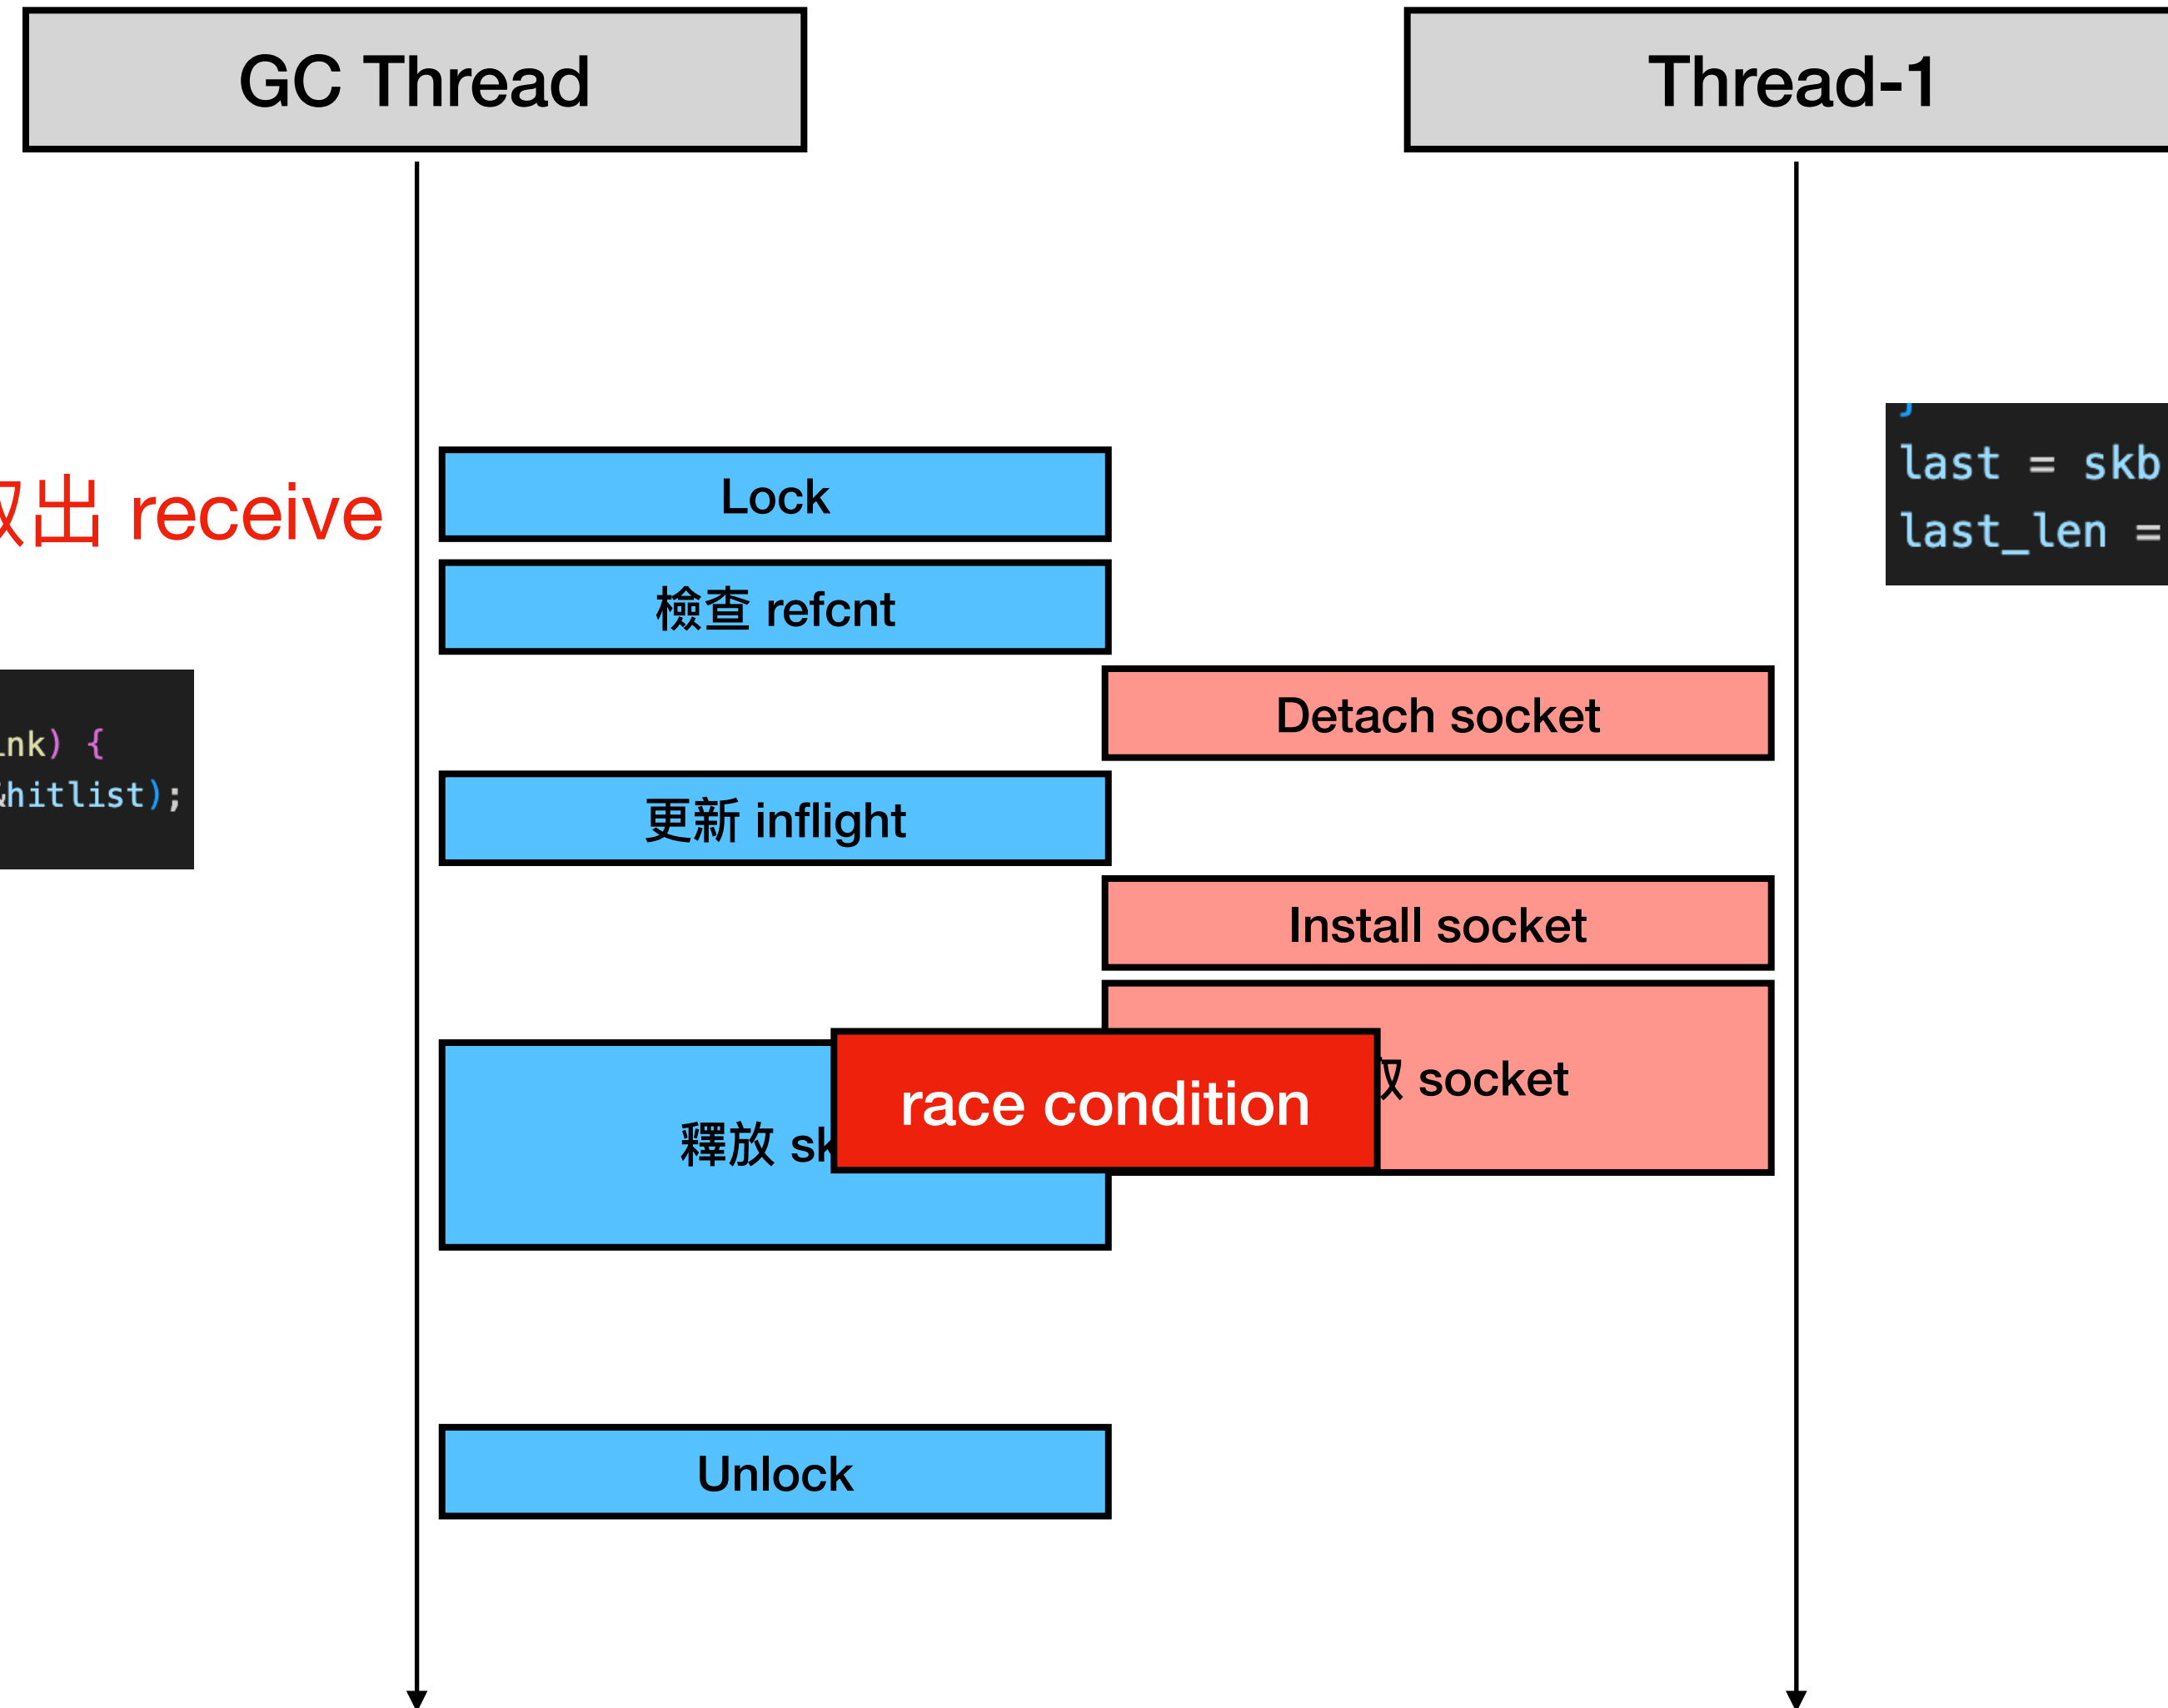 GC Thread
Thread-1
取出 receive
last = skb
last_len =
Lock
檢查 refcnt
Detach socket
nk) {
&hitlist);
更新 inflight
Install socket
socket
race condition
釋放 sk
Unlock